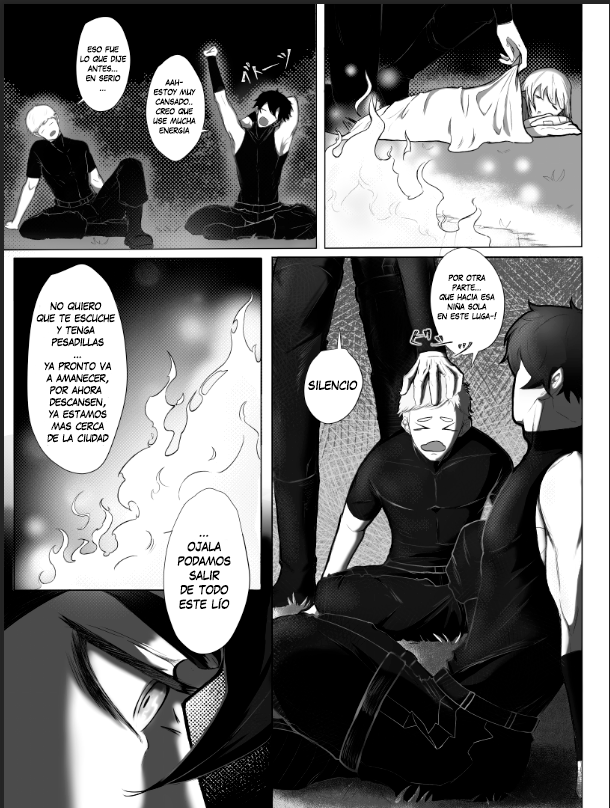 AAH-
ESTOY MUY
CANSADO..
CREO QUE
USE MUCHA
ENERGIA
ESO FUE
LO QUE DIJE
ANTES...
EN SERIO
...
POR OTRA
PARTE...
QUE HACIA ESA
NIÑA SOLA
EN ESTE LUGA-!
SILENCIO
NO QUIERO
QUE TE ESCUCHE
Y TENGA
PESADILLAS
...
YA PRONTO VA
A AMANECER,
POR AHORA
DESCANSEN,
YA ESTAMOS
MAS CERCA
DE LA CIUDAD
...
OJALA
PODAMOS
SALIR
DE TODO
ESTE LÍO